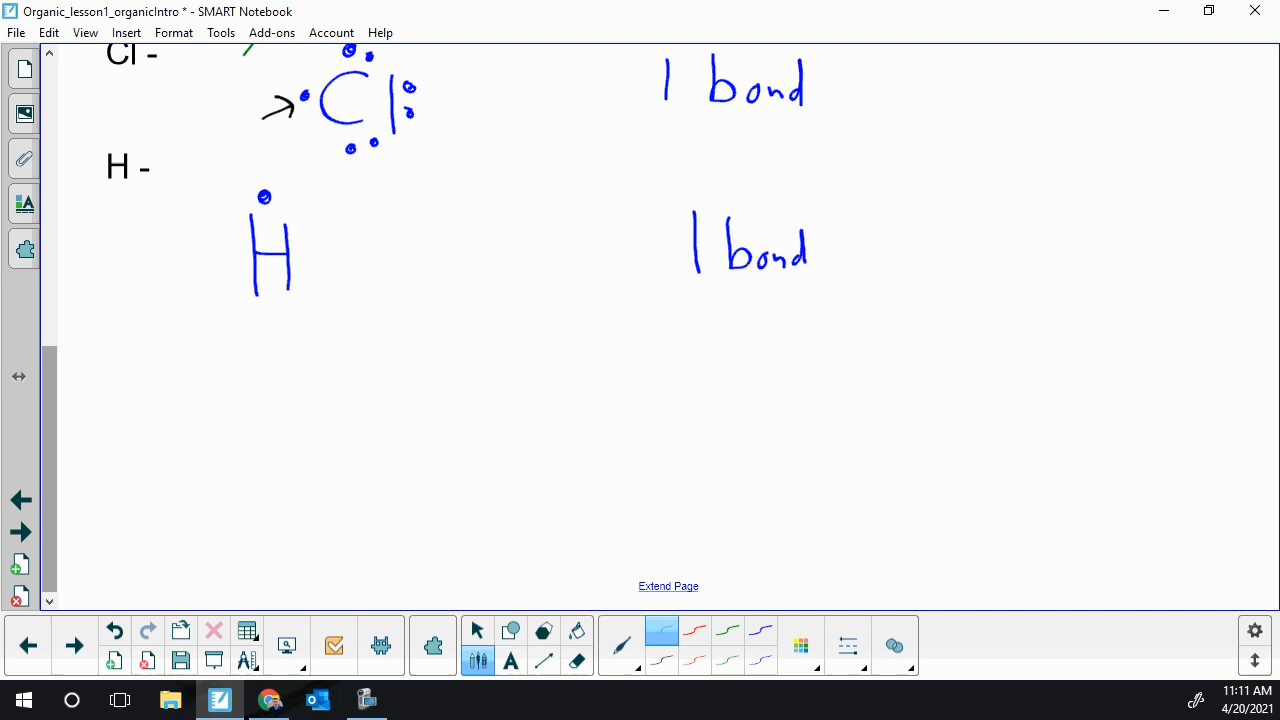 Organic_lesson1_organicIntro * - SMART Notebook
File Edit View Insert Format Tools Add-ons Account Help
Cl -
Cl
1 bond
H -
H
1 bond
Extend Page
11:11 AM
4/20/2021